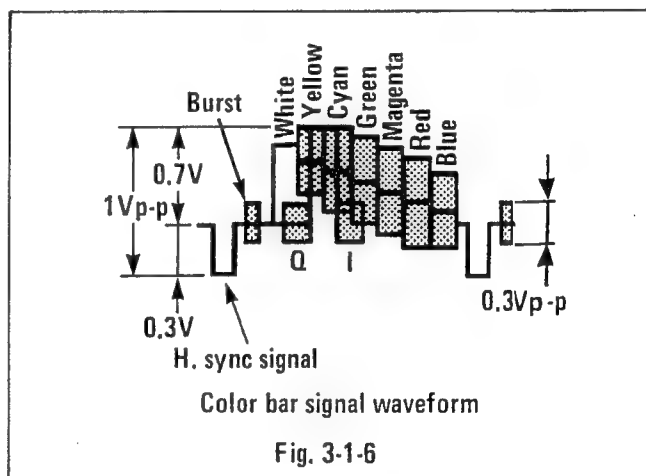 Burst
White
Yellow
Cyan
Green
Magenta
Red
Blue
0.7V
1Vp-p
Q
I
0.3V
0.3Vp-p
H. sync signal
Color bar signal waveform
Fig. 3-1-6